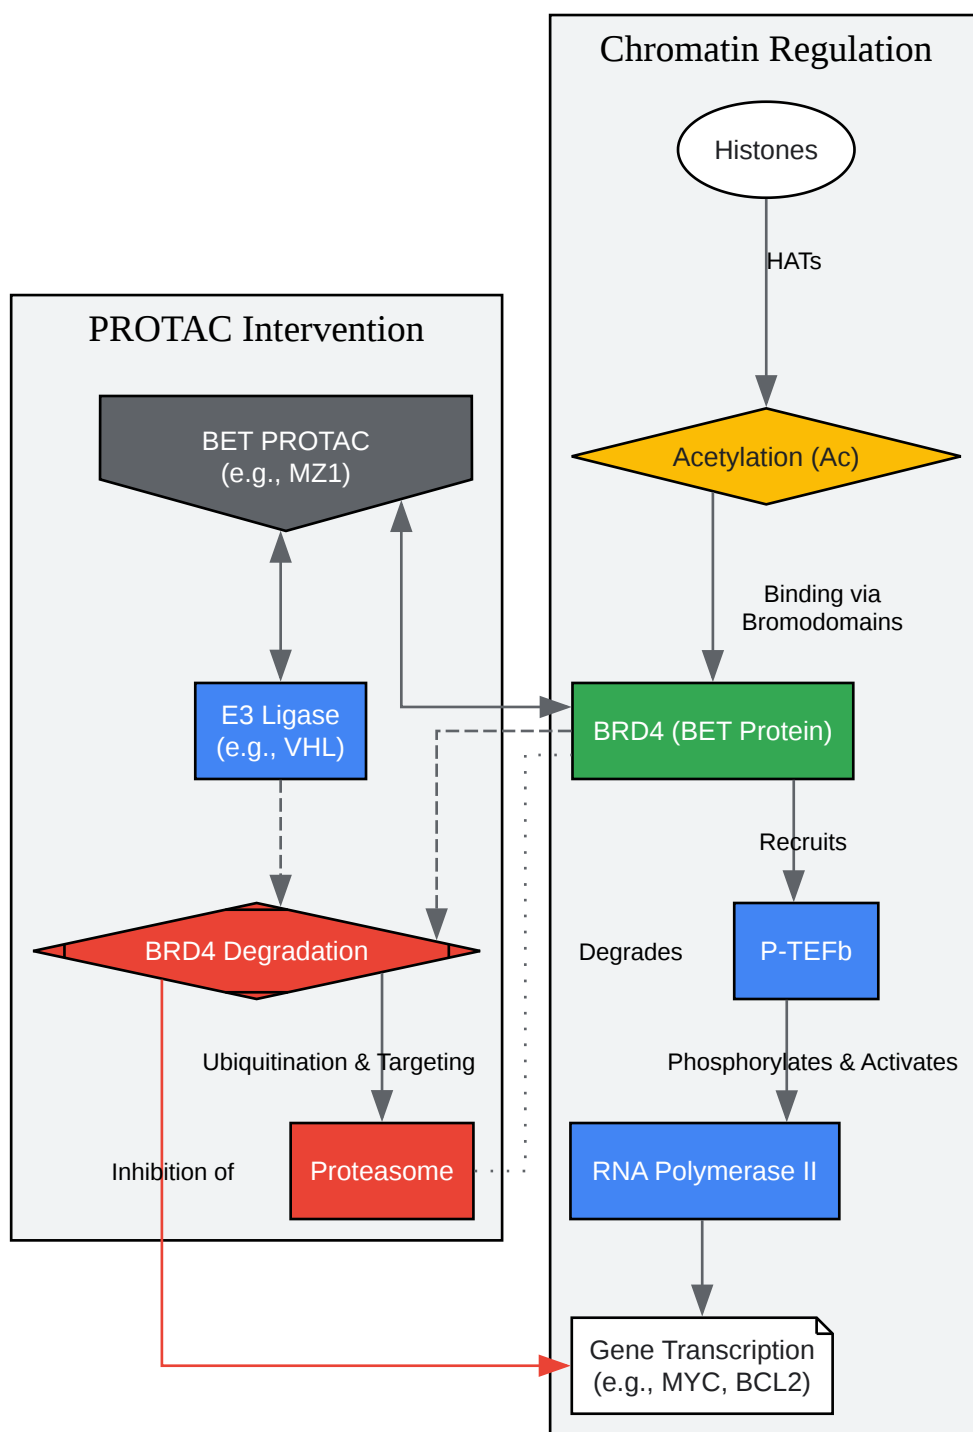 Chromatin Regulation
Histones
HATs
PROTAC Intervention
BET PROTAC
(e.g., MZ1)
Acetylation (Ac)
Binding via
Bromodomains
E3 Ligase
(e.g., VHL)
BRD4 (BET Protein)
Recruits
BRD4 Degradation
Degrades
P-TEFb
Ubiquitination & Targeting
Phosphorylates & Activates
Inhibition of
Proteasome
RNA Polymerase II
Gene Transcription
(e.g., MYC, BCL2)